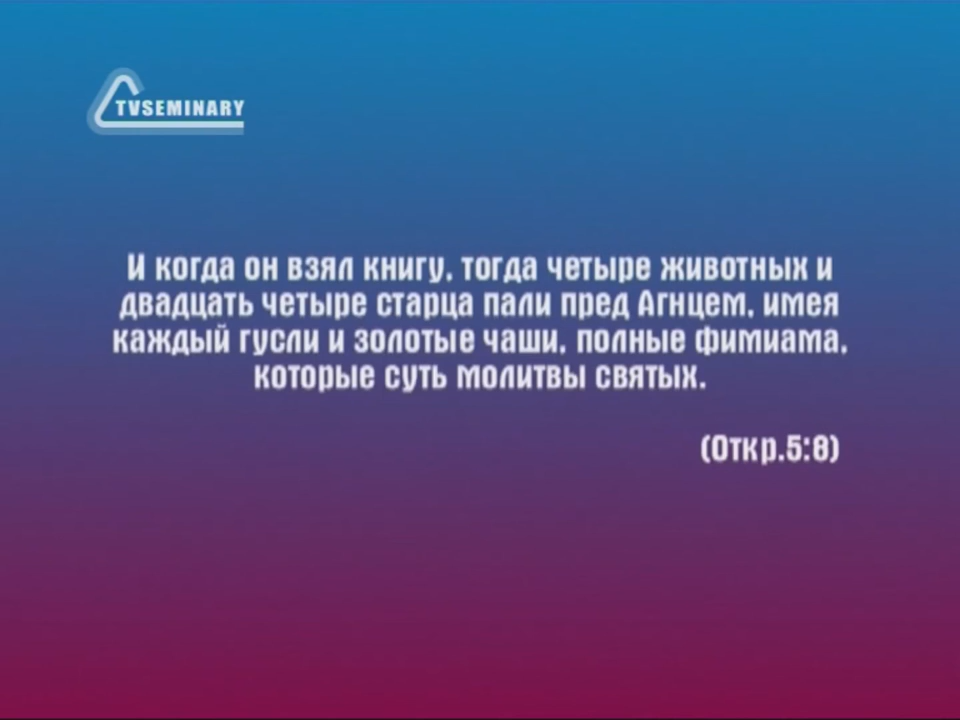 TVSEMINARY
И когда он взял книгу, тогда четыре животных и
двадцать четыре старца пали пред Агнцем, имея
каждый гусли и золотые чаши, полные фимиама,
которые суть молитвы святых.
(Откр.5:8)